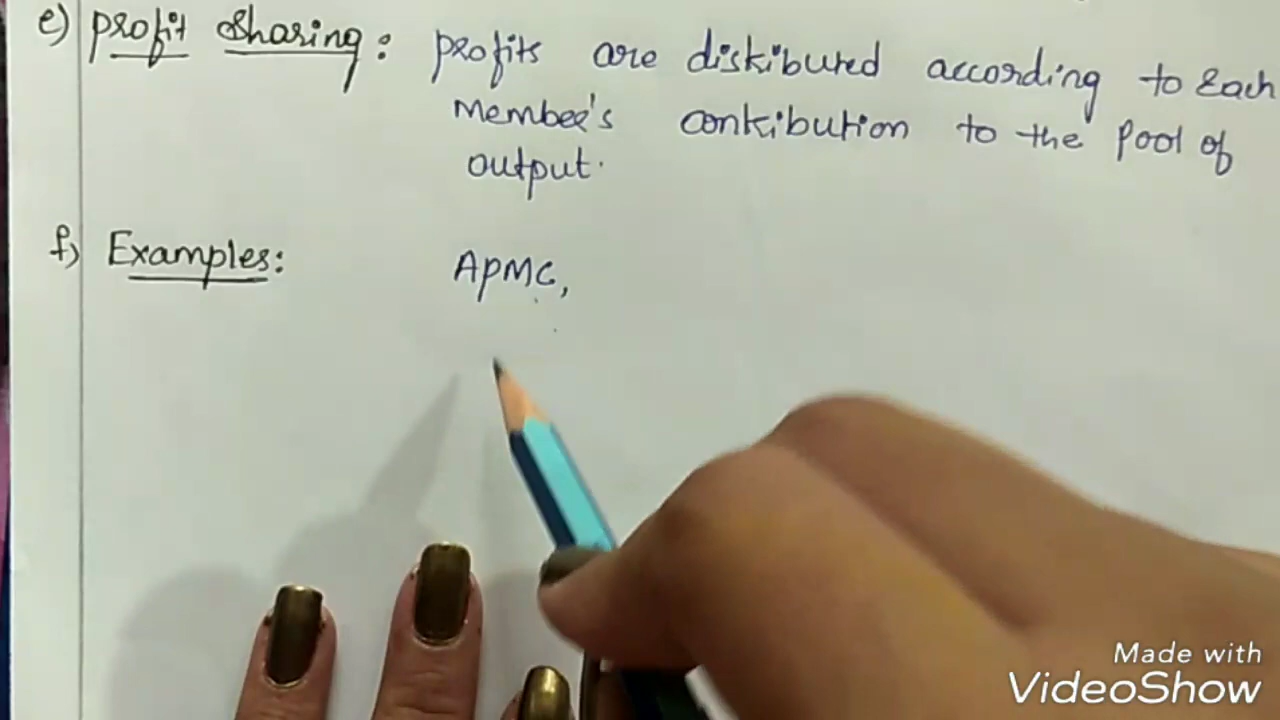 e) Profit Sharing: profits are distribured according to Each
member's contribution to the pool of
output.
f) Examples: APMC,
Made with
VideoShow